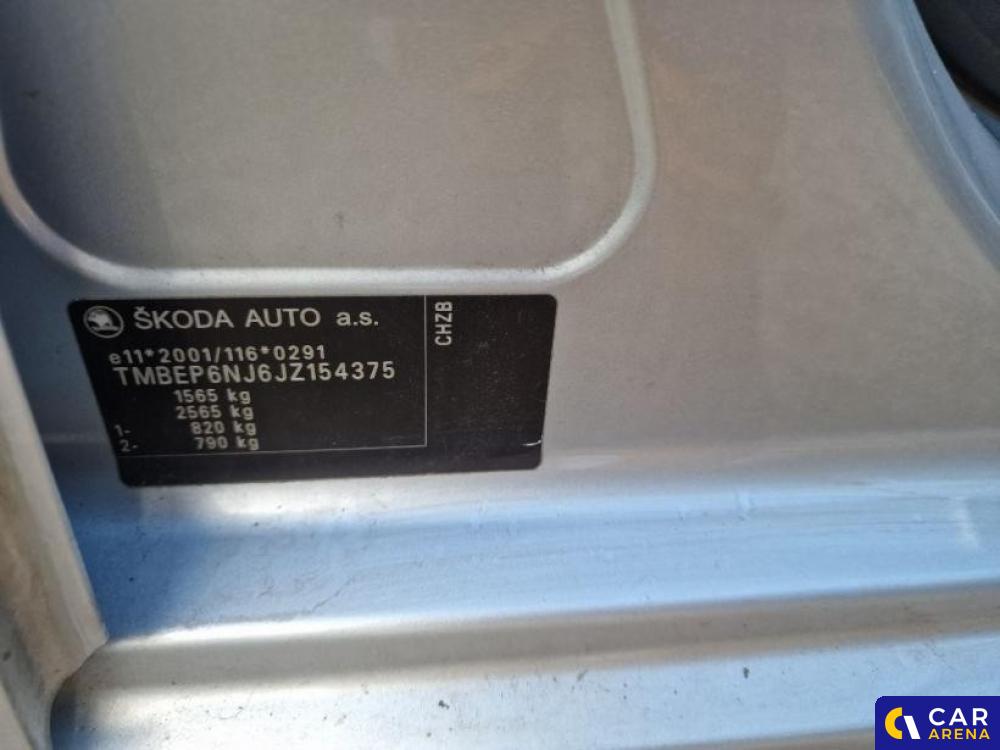 ŠKODA AUTO a.s.
CHZB
e11*2001/116*0291
TMBEP6NJ6JZ154375
1565 kg
2565 kg
1- 820 kg
2- 790 kg
CAR
ARENA